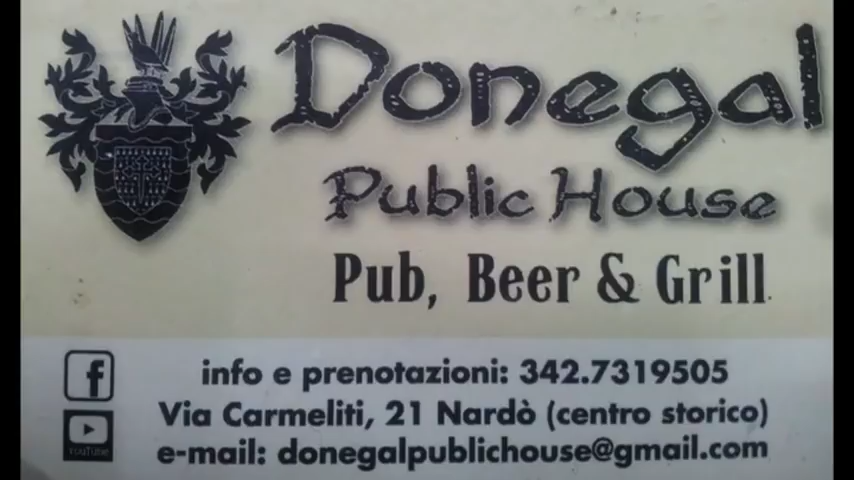 Donegal
Public House
Pub, Beer & Grill.
info e prenotazioni: 342.7319505
Via Carmeliti, 21 Nardò (centro storico)
e-mail: donegalpublichouse@gmail.com
f
YouTube